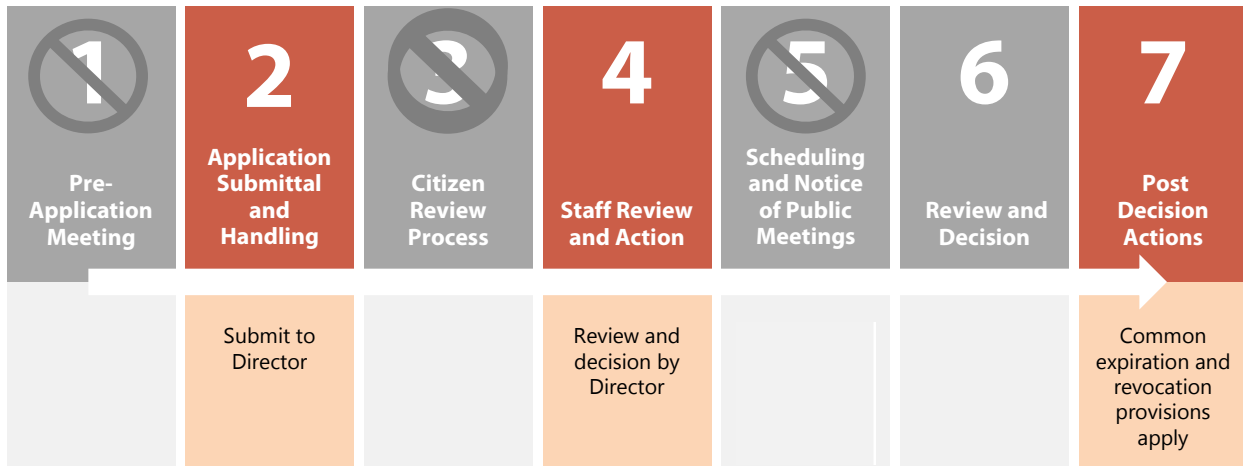 1
Pre-
Application
Meeting
2
Application
Submittal
and
Handling
3
Citizen
Review
Process
4
Staff Review
and Action
5
Scheduling
and Notice
of Public
Meetings
6
Review and
Decision
7
Post
Decision
Actions
Submit to
Director
Review and
decision by
Director
Common
expiration and
revocation
provisions
apply